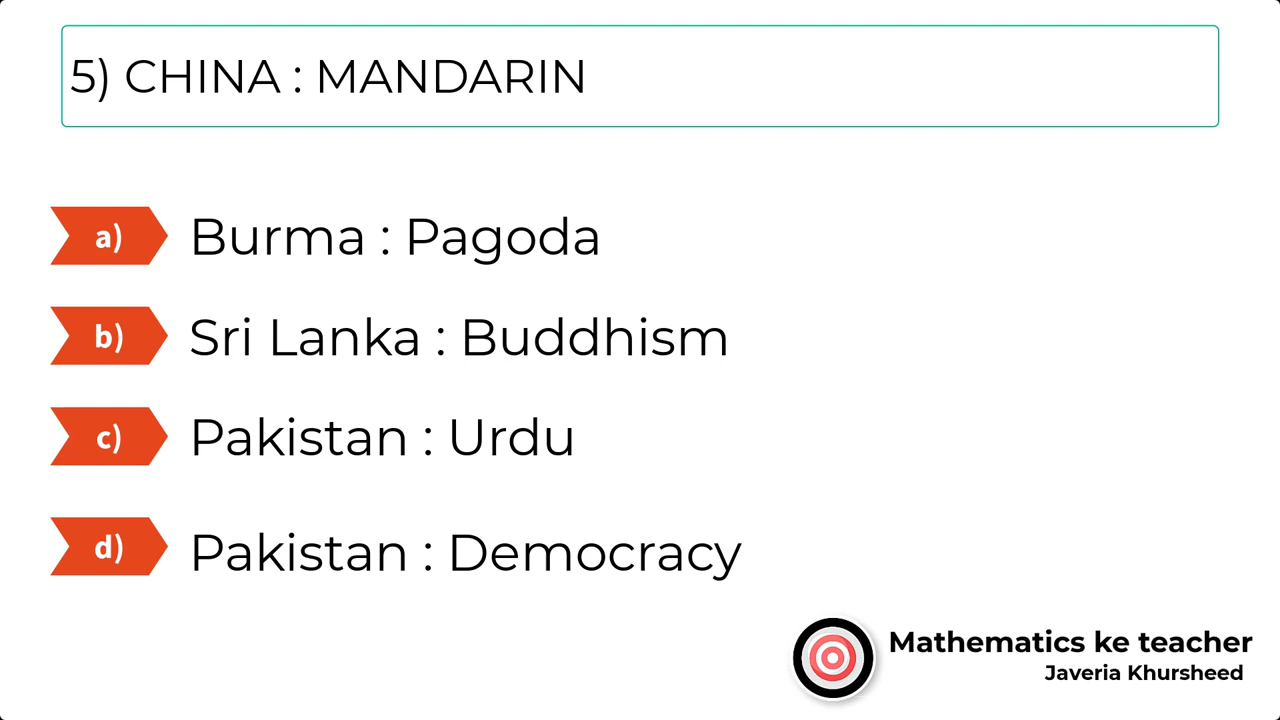 5) CHINA : MANDARIN
a) Burma : Pagoda
b) Sri Lanka : Buddhism
c) Pakistan : Urdu
d) Pakistan : Democracy
Mathematics ke teacher
Javeria Khursheed